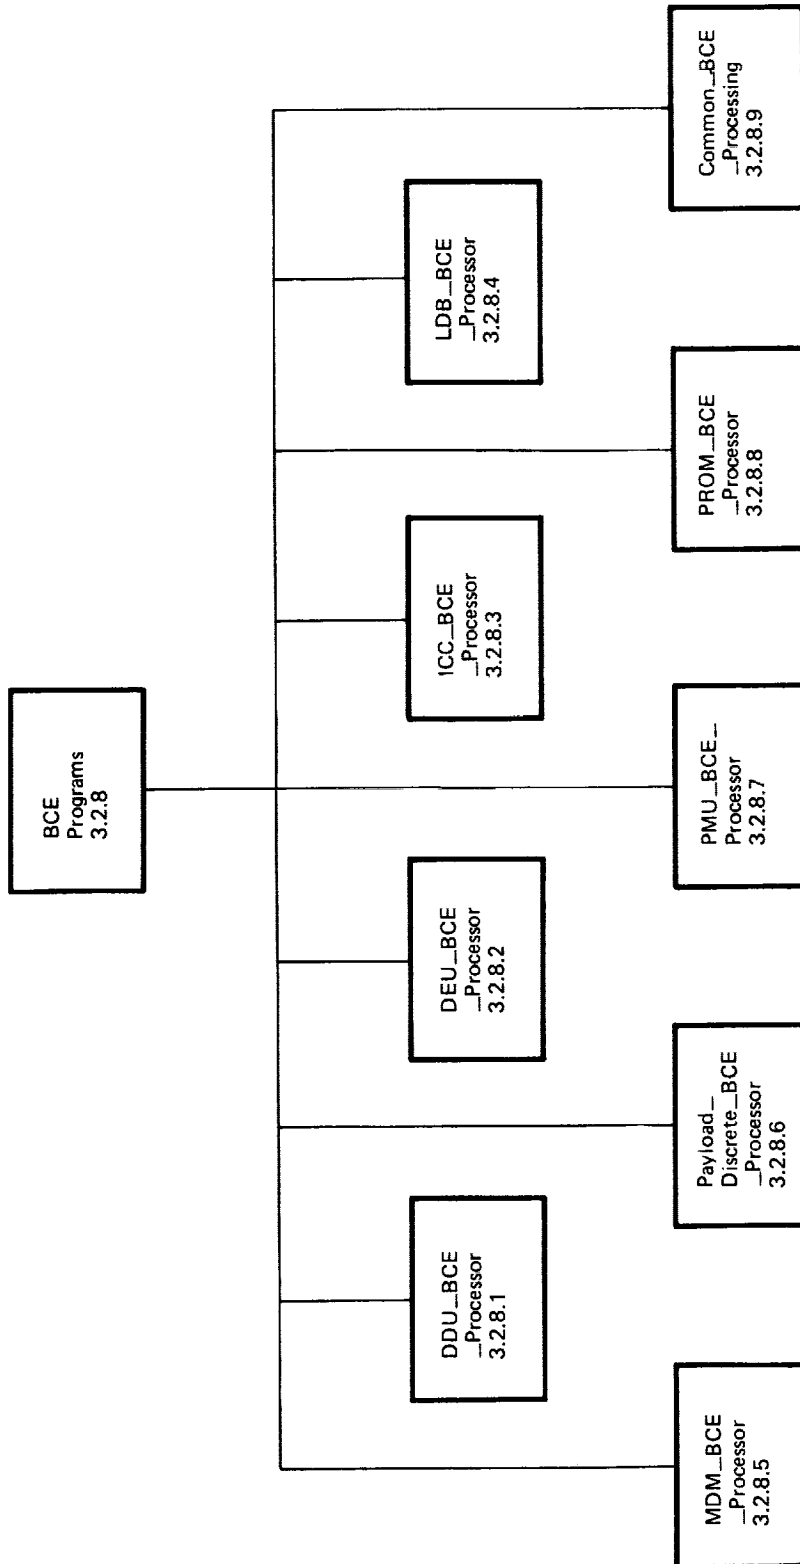 BCE
Programs
3.2.8
DDU_BCE
_Processor
3.2.8.1
DEU_BCE
_Processor
3.2.8.2
ICC_BCE
_Processor
3.2.8.3
LDB_BCE
_Processor
3.2.8.4
MDM_BCE
_Processor
3.2.8.5
Payload_
Discrete_BCE
_Processor
3.2.8.6
PMU_BCE_
Processor
3.2.8.7
PROM_BCE
_Processor
3.2.8.8
Common_BCE
_Processing
3.2.8.9